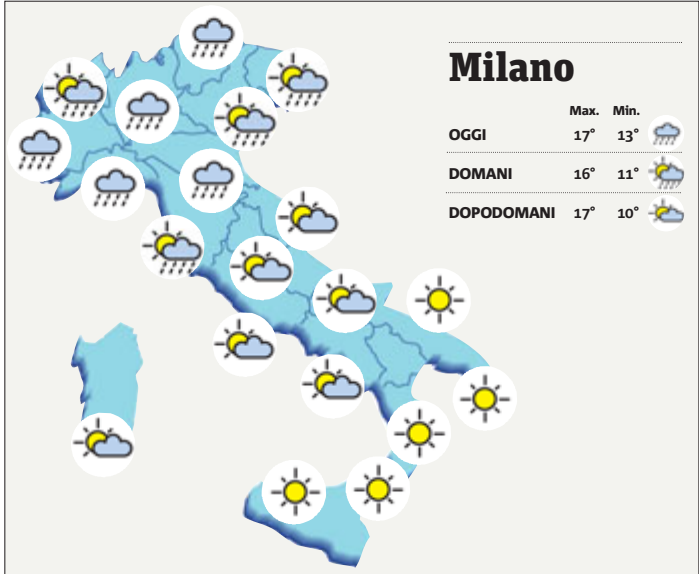 Milano
Max. Min.
OGGI 17° 13°
DOMANI 16° 11°
DOPODOMANI 17° 10°